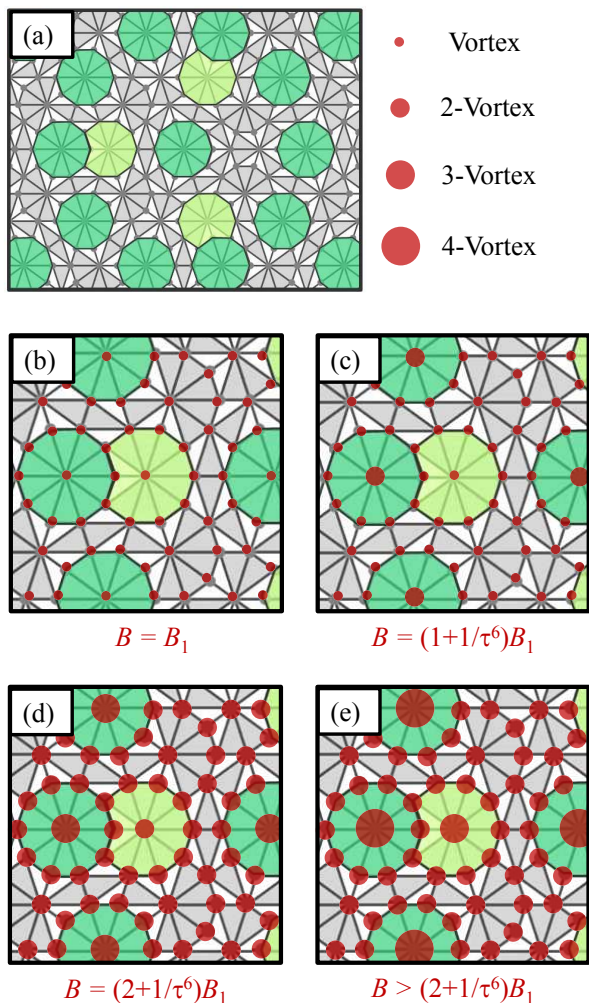 (a)
Vortex
2-Vortex
3-Vortex
4-Vortex
(b)
(c)
B = B₁
B = (1+1/τ⁶)B₁
(d)
(e)
B = (2+1/τ⁶)B₁
B > (2+1/τ⁶)B₁